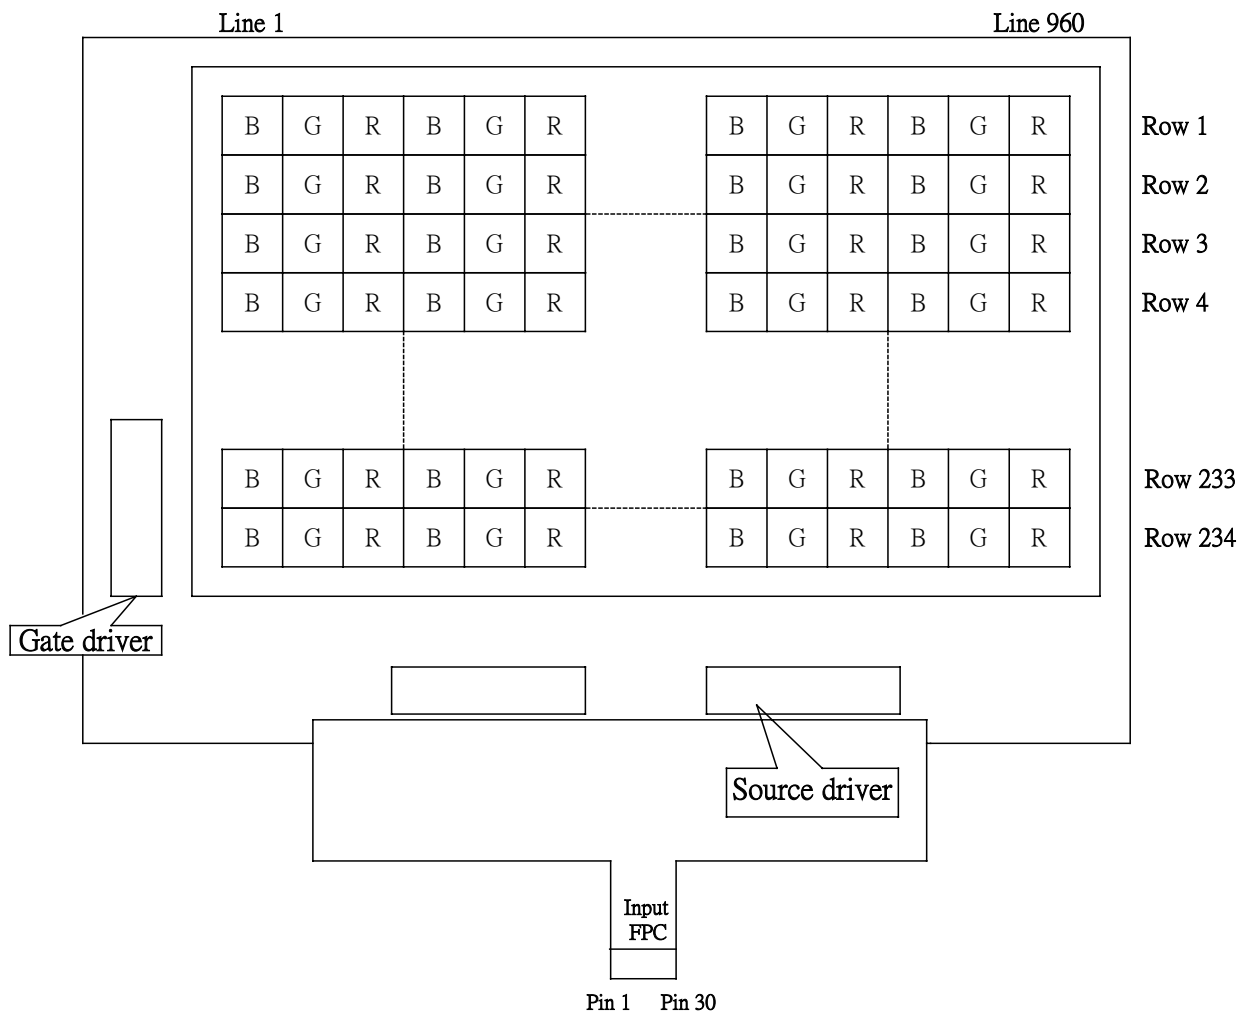 Line 1 Line 960
B G R B G R B G R B G R Row 1
B G R B G R B G R B G R Row 2
B G R B G R B G R B G R Row 3
B G R B G R B G R B G R Row 4
B G R B G R B G R B G R Row 233
B G R B G R B G R B G R Row 234
Gate driver
Source driver
Input
FPC
Pin 1 Pin 30